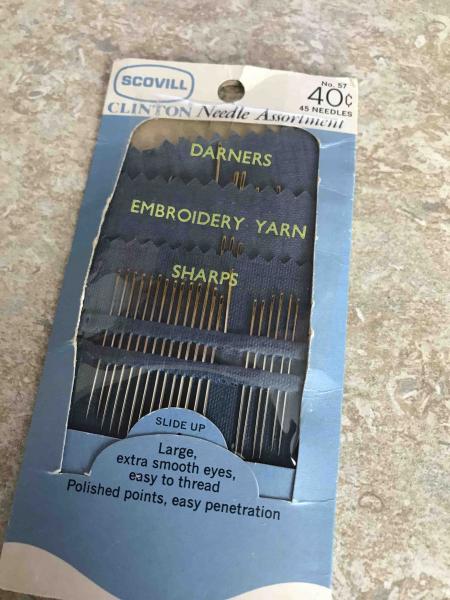 SCOVILL
No. 57
40¢
45 NEEDLES
CLINTON Needle Assortment
DARNERS
EMBROIDERY YARN
SHARPS
SLIDE UP
Large,
extra smooth eyes,
easy to thread
Polished points, easy penetration